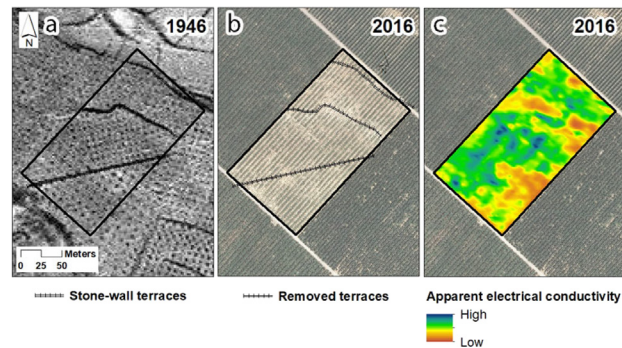 a 1946
N
b 2016
c 2016
Meters
0 25 50
Stone-wall terraces
Removed terraces
Apparent electrical conductivity
High
Low